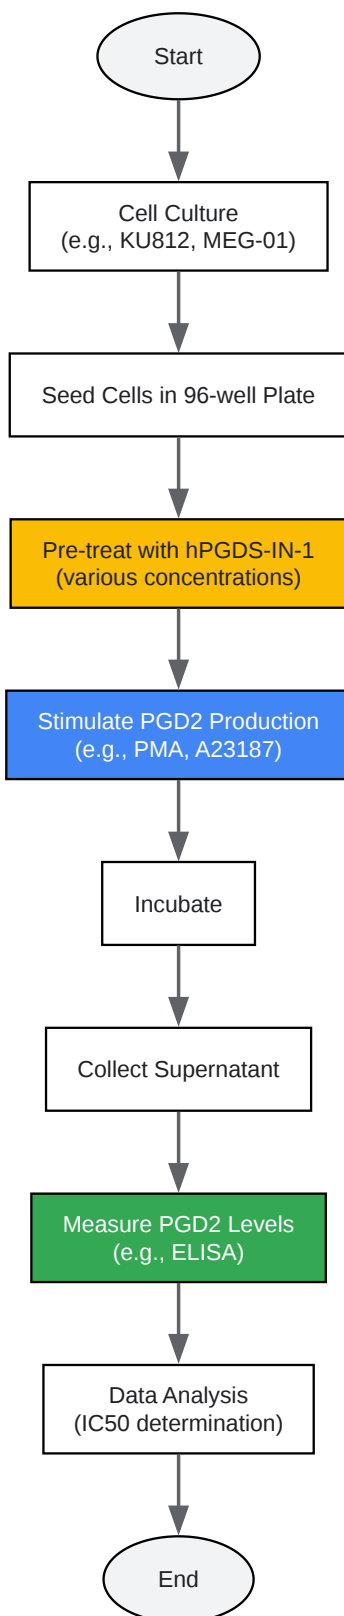 Start
Cell Culture
(e.g., KU812, MEG-01)
Seed Cells in 96-well Plate
Pre-treat with hPGDS-IN-1
(various concentrations)
Stimulate PGD2 Production
(e.g., PMA, A23187)
Incubate
Collect Supernatant
Measure PGD2 Levels
(e.g., ELISA)
Data Analysis
(IC50 determination)
End